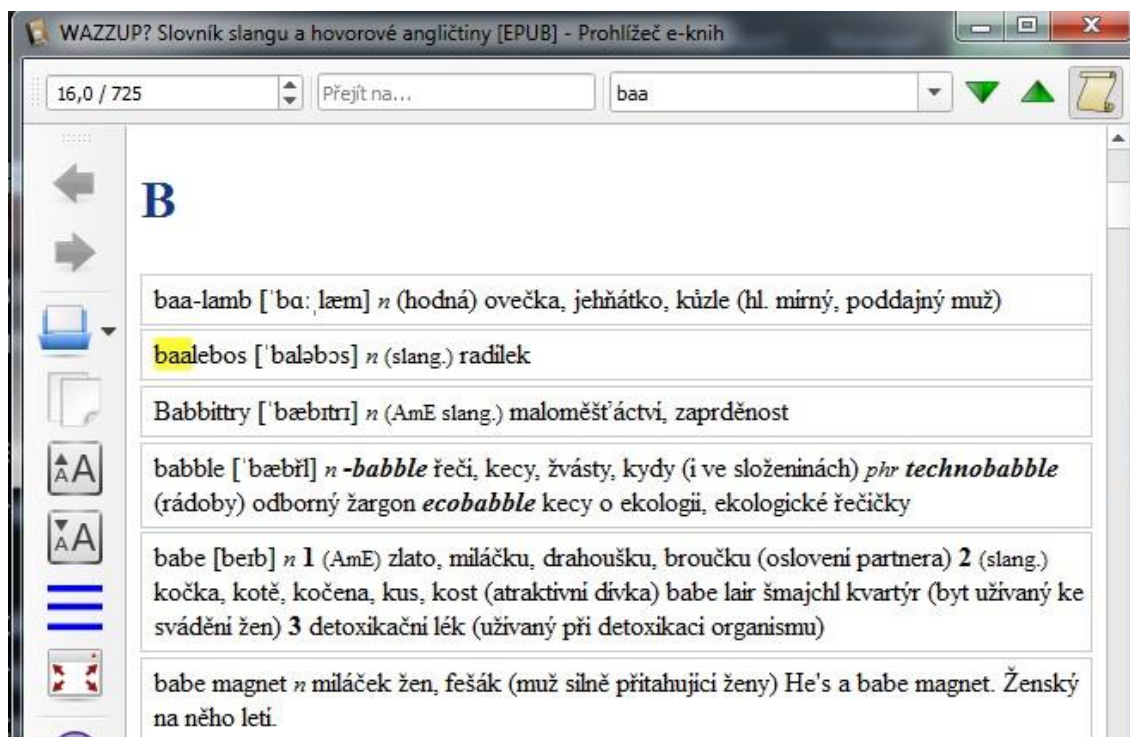 WAZZUP? Slovník slangu a hovorové angličtiny [EPUB] - Prohlížeč e-knih
16,0 / 725
Přejít na...
baa
B
baa-lamb [ˈbɑːˌlæm] n (hodná) ovečka, jehňátko, kůzle (hl. mírný, poddajný muž)
baalebos [ˈbaləbɔs] n (slang.) radílek
Babbittry [ˈbæbɪtrɪ] n (AmE slang.) maloměšťáctví, zaprděnost
babble [ˈbæbřl] n -babble řeči, kecy, žvásty, kydy (i ve složeninách) phr technobabble
(rádoby) odborný žargon ecobabble kecy o ekologii, ekologické řečičky
babe [beɪb] n 1 (AmE) zlato, miláčku, drahoušku, broučku (oslovení partnera) 2 (slang.)
kočka, kotě, kočena, kus, kost (atraktivní dívka) babe lair šmajchl kvartýr (byt užívaný ke
svádění žen) 3 detoxikační lék (užívaný při detoxikaci organismu)
babe magnet n miláček žen, fešák (muž silně přitahující ženy) He's a babe magnet. Ženský
na něho letí.